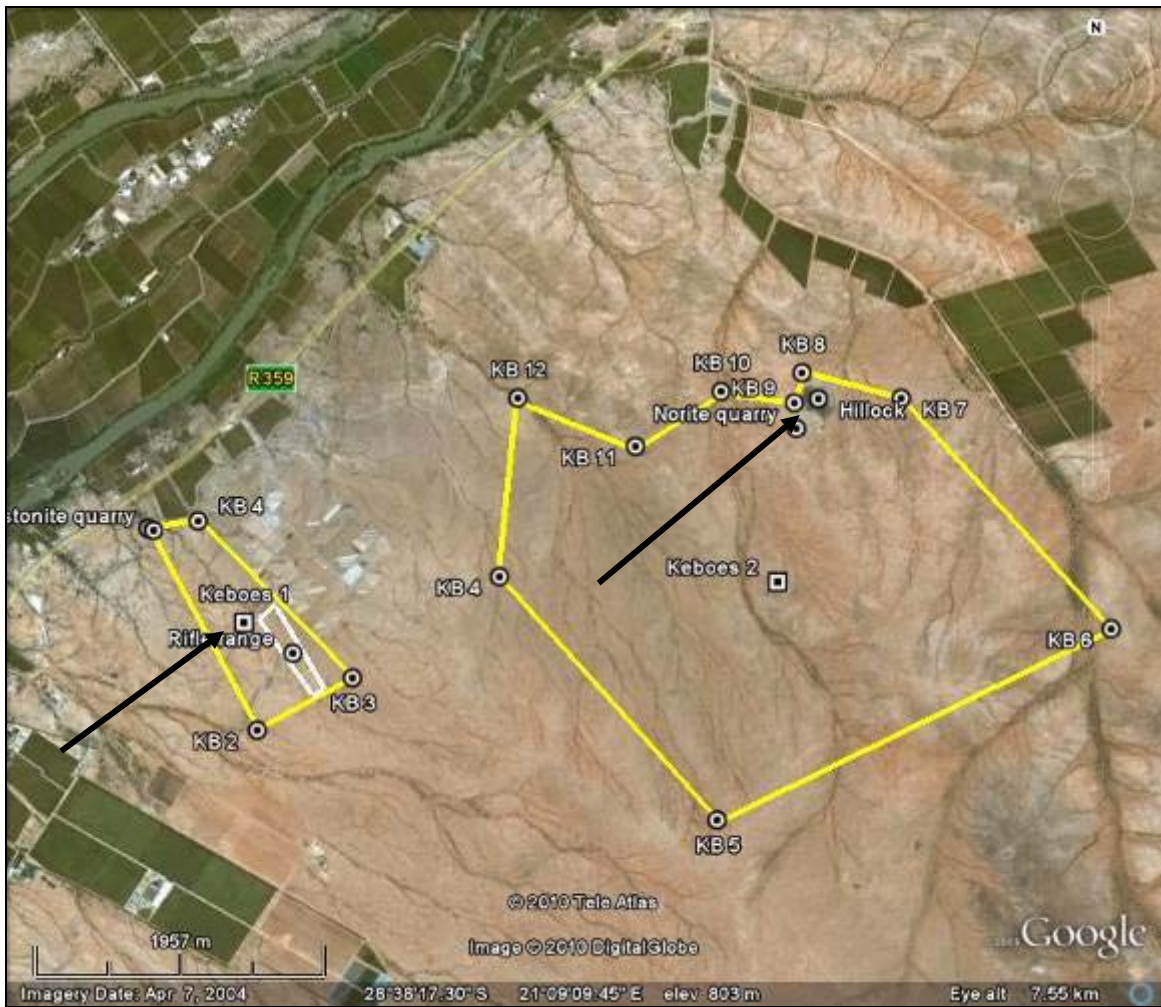 N
KB 8
KB 10
KB 12
R 359
KB 9
Norite quarry
Hillock
KB 7
KB 11
stonite quarry
KB 4
KB 4
Keboes 2
Keboes 1
Rifle range
KB 6
KB 3
KB 2
KB 5
© 2010 Tele Atlas
1957 m
Image © 2010 DigitalGlobe
Google
Imagery Date: Apr 7, 2004 28°38'17.30" S 21°09'09.45" E elev 803 m Eye alt 7.55 km